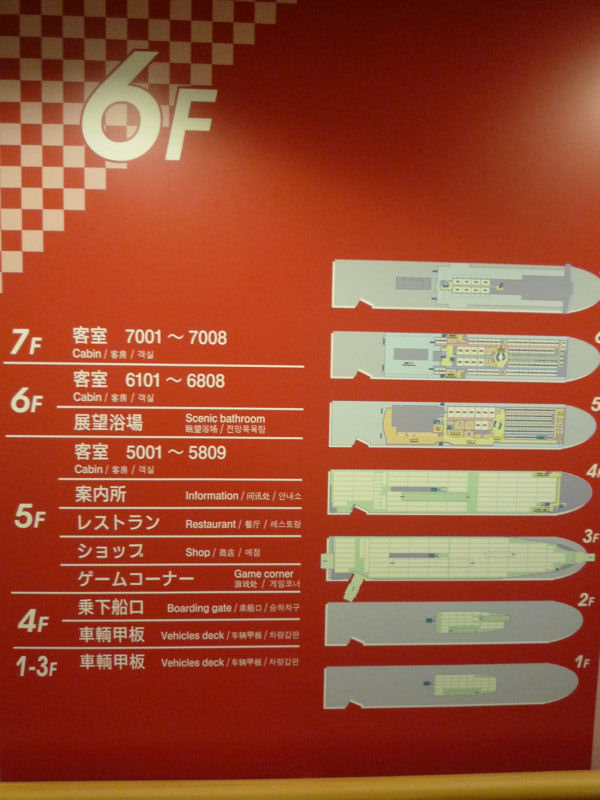 6F
7F 客室 7001 ～ 7008
Cabin / 客房 / 객실
6F 客室 6101 ～ 6808
Cabin / 客房 / 객실
展望浴場 Scenic bathroom
眺望浴场 / 전망목욕탕
5F 客室 5001 ～ 5809
Cabin / 客房 / 객실
案内所 Information / 问讯处 / 안내소
レストラン Restaurant / 餐厅 / 레스토랑
ショップ Shop / 商店 / 매점
ゲームコーナー Game corner
游戏处 / 게임코너
4F 乗下船口 Boarding gate / 乘船口 / 승하차구
車輌甲板 Vehicles deck / 车辆甲板 / 차량갑판
1-3F 車輌甲板 Vehicles deck / 车辆甲板 / 차량갑판
6
5
4F
3F
2F
1F